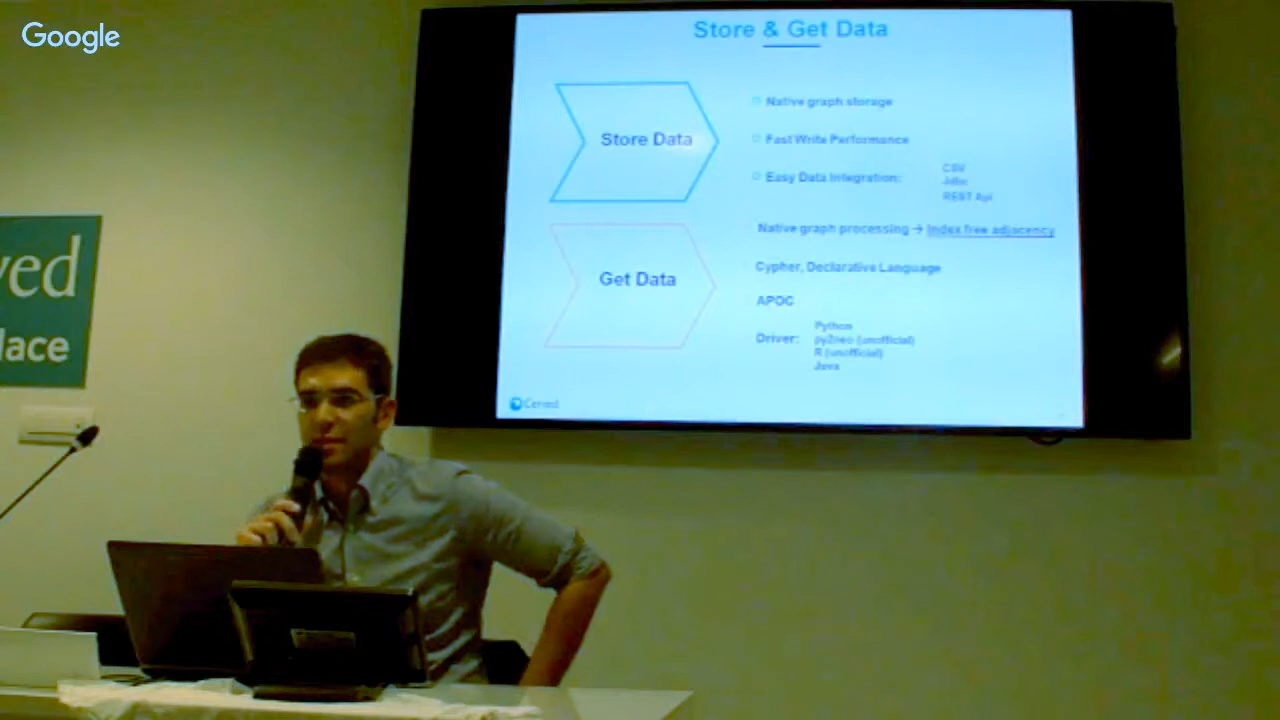 Google
Store & Get Data
Store Data
Native graph storage
Fast Write Performance
Easy Data Integration:
CSV
Jdbc
REST Api
Get Data
Native graph processing → Index free adjacency
Cypher, Declarative Language
APOC
Driver:
Python
py2neo (unofficial)
R (unofficial)
Java
Cerved
ved
lace